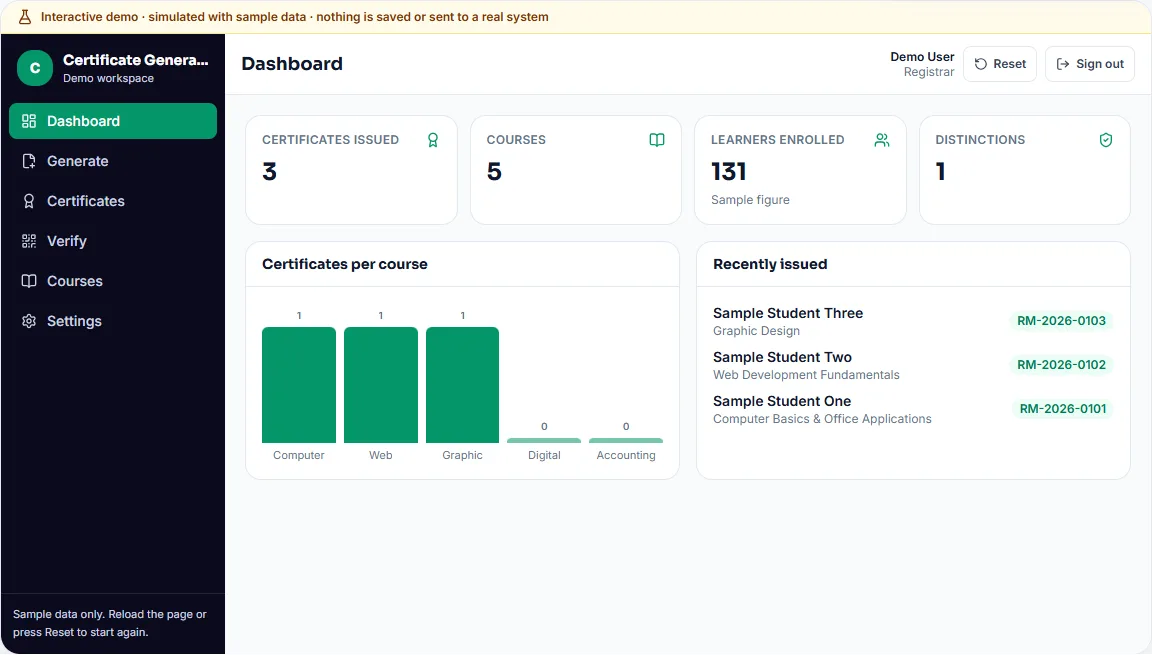 Interactive demo · simulated with sample data · nothing is saved or sent to a real system
C
Certificate Genera...
Demo workspace
Dashboard
Generate
Certificates
Verify
Courses
Settings
Sample data only. Reload the page or
press Reset to start again.
Dashboard
Demo User
Registrar
Reset
Sign out
CERTIFICATES ISSUED
3
COURSES
5
LEARNERS ENROLLED
131
Sample figure
DISTINCTIONS
1
Certificates per course
1 1 1 0 0
Computer Web Graphic Digital Accounting
Recently issued
Sample Student Three
Graphic Design
RM-2026-0103
Sample Student Two
Web Development Fundamentals
RM-2026-0102
Sample Student One
Computer Basics & Office Applications
RM-2026-0101